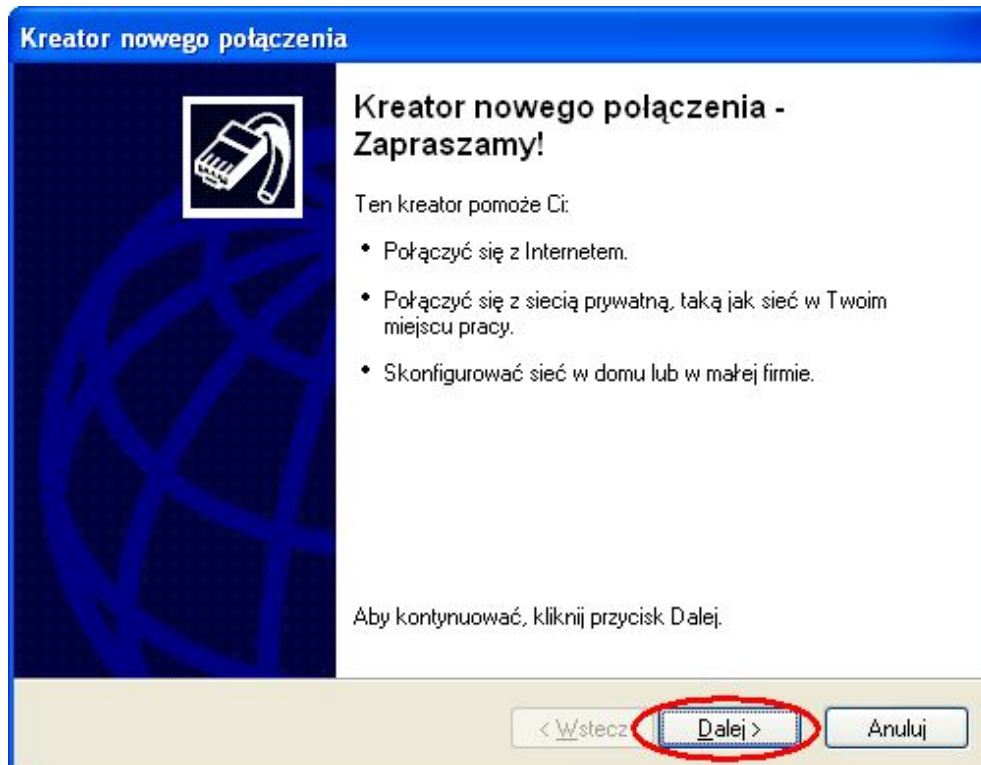 Kreator nowego połączenia
Kreator nowego połączenia -
Zapraszamy!
Ten kreator pomoże Ci:
• Połączyć się z Internetem.
• Połączyć się z siecią prywatną, taką jak sieć w Twoim
miejscu pracy.
• Skonfigurować sieć w domu lub w małej firmie.
Aby kontynuować, kliknij przycisk Dalej.
< Wstecz Dalej > Anuluj